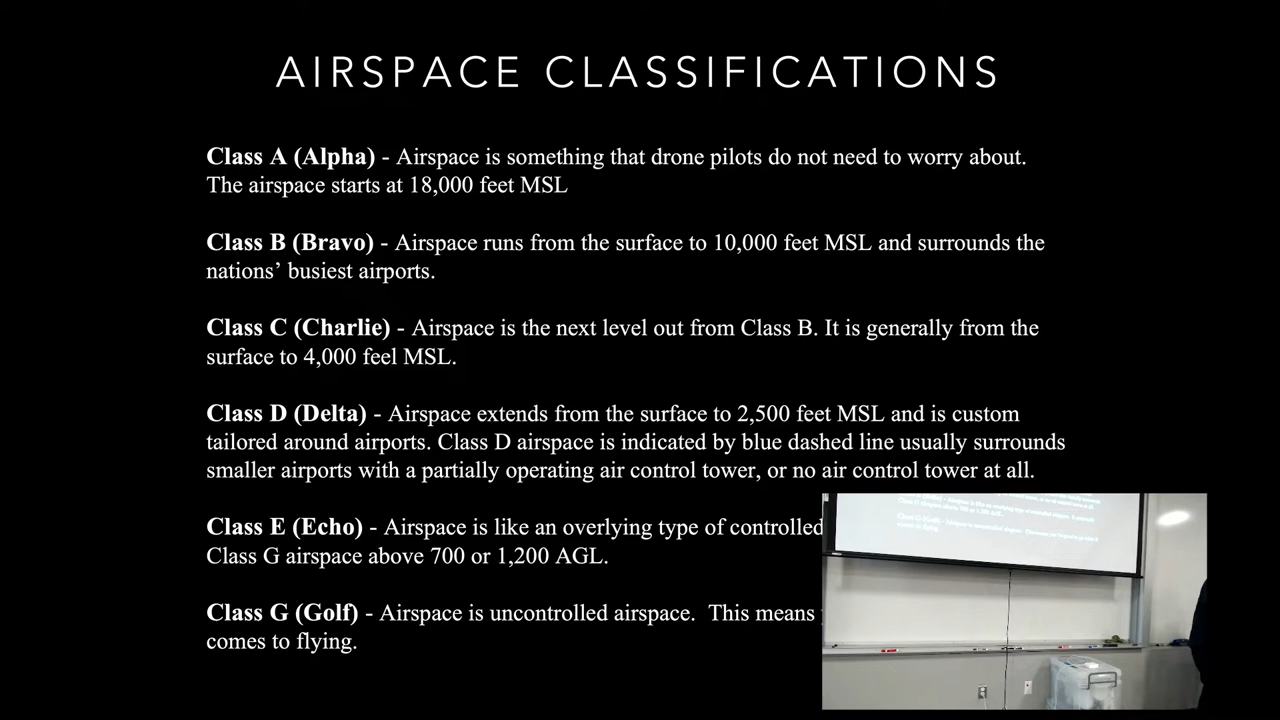 AIRSPACE CLASSIFICATIONS
Class A (Alpha) - Airspace is something that drone pilots do not need to worry about.
The airspace starts at 18,000 feet MSL
Class B (Bravo) - Airspace runs from the surface to 10,000 feet MSL and surrounds the
nations’ busiest airports.
Class C (Charlie) - Airspace is the next level out from Class B. It is generally from the
surface to 4,000 feel MSL.
Class D (Delta) - Airspace extends from the surface to 2,500 feet MSL and is custom
tailored around airports. Class D airspace is indicated by blue dashed line usually surrounds
smaller airports with a partially operating air control tower, or no air control tower at all.
Class E (Echo) - Airspace is like an overlying type of controlled
Class G airspace above 700 or 1,200 AGL.
Class G (Golf) - Airspace is uncontrolled airspace. This means
comes to flying.